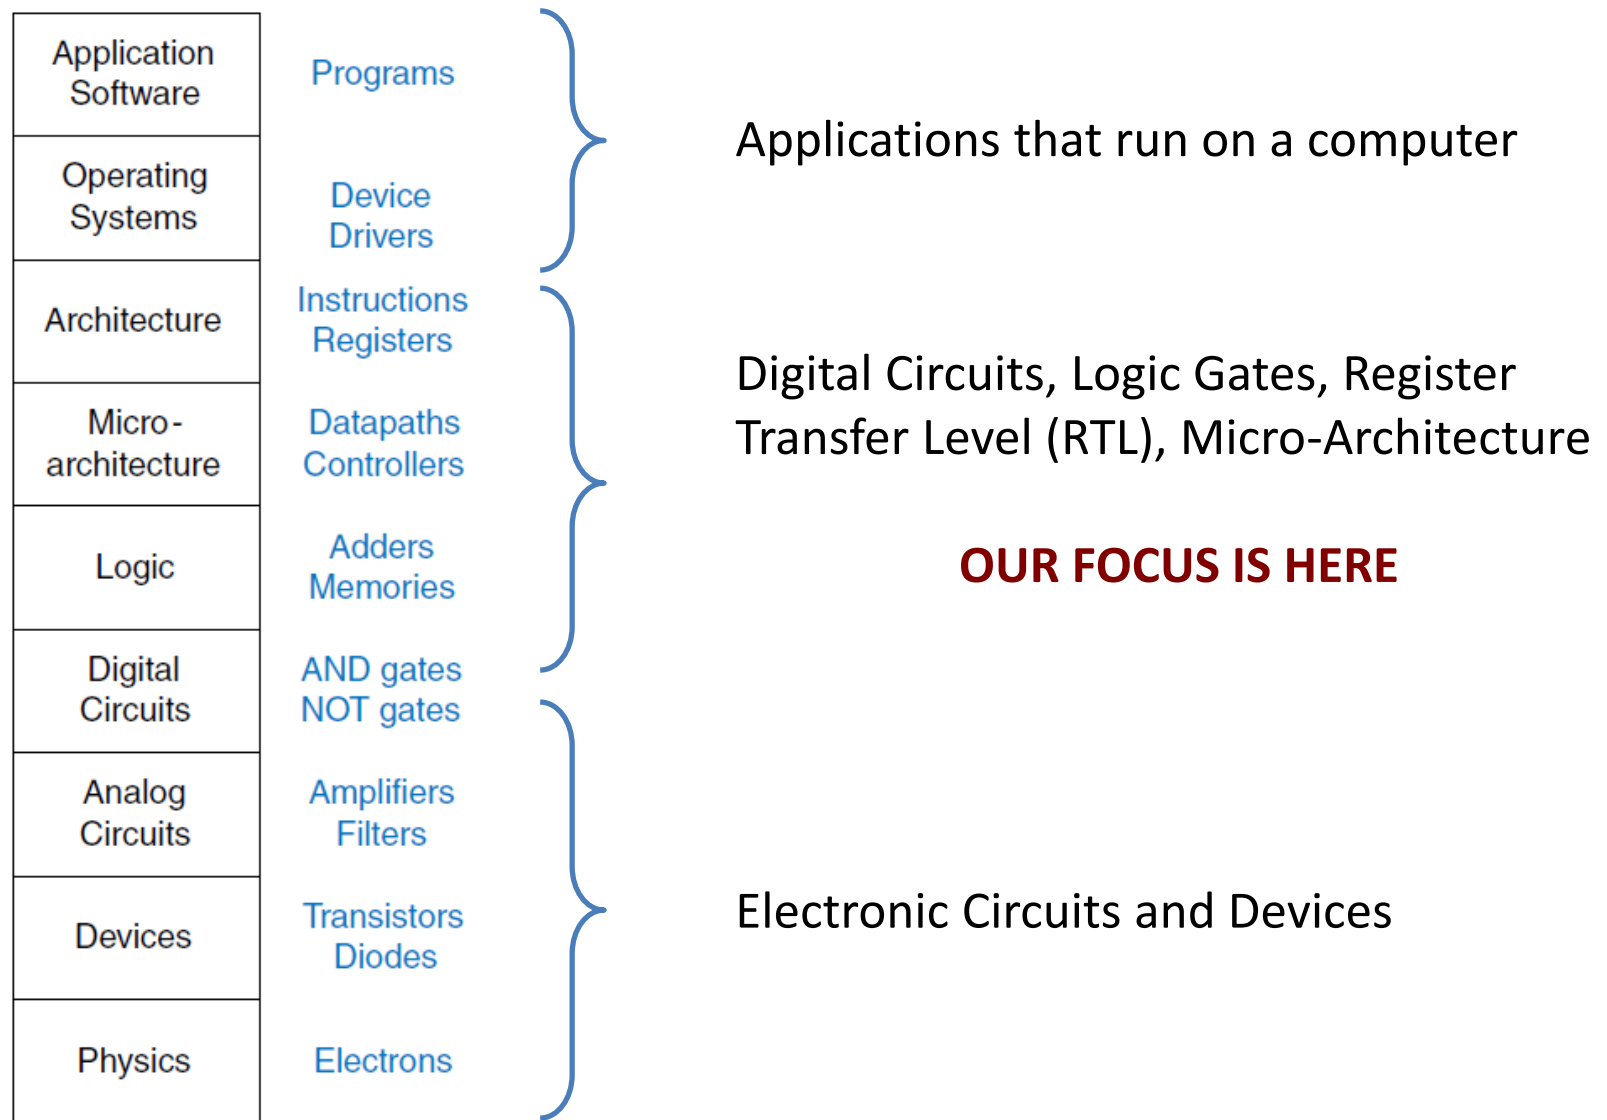 Application
Software
Programs
Applications that run on a computer
Operating
Systems
Device
Drivers
Architecture
Instructions
Registers
Digital Circuits, Logic Gates, Register
Transfer Level (RTL), Micro-Architecture
Micro-
architecture
Datapaths
Controllers
OUR FOCUS IS HERE
Logic
Adders
Memories
Digital
Circuits
AND gates
NOT gates
Analog
Circuits
Amplifiers
Filters
Electronic Circuits and Devices
Devices
Transistors
Diodes
Physics
Electrons